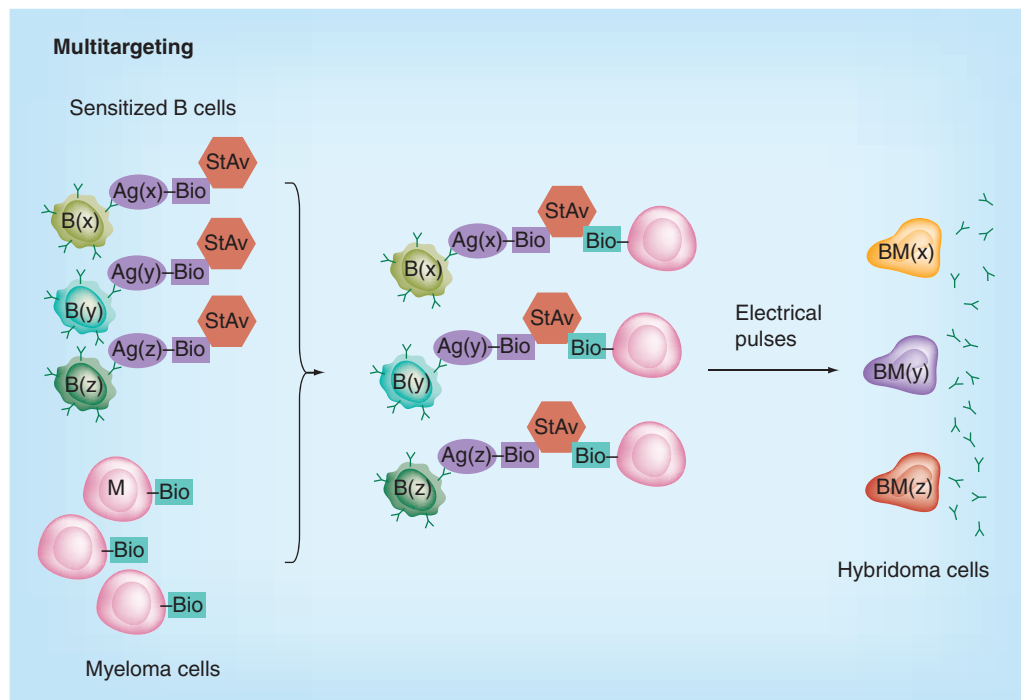 Multitargeting
Sensitized B cells
StAv
Ag(x) Bio
B(x)
StAv
Ag(y) Bio
B(y)
StAv
Ag(z) Bio
B(z)
M
Bio
Bio
Bio
Myeloma cells
StAv
Ag(x) Bio Bio
B(x)
StAv
Ag(y) Bio Bio
B(y)
StAv
Ag(z) Bio Bio
B(z)
Electrical
pulses
BM(x)
BM(y)
BM(z)
Hybridoma cells